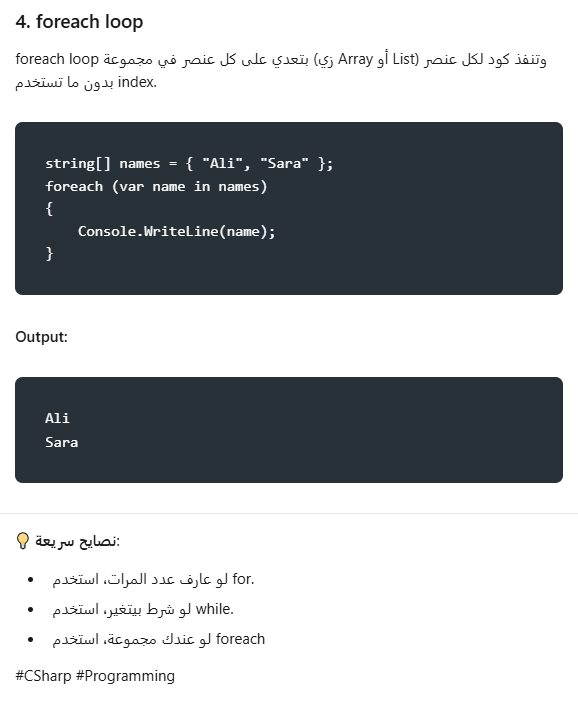 4. foreach loop
foreach loop بتعدي على كل عنصر في مجموعة (زي Array أو List) وتنفذ كود لكل عنصر
بدون ما تستخدم index.
string[] names = { "Ali", "Sara" };
foreach (var name in names)
{
    Console.WriteLine(name);
}
Output:
Ali
Sara
💡 نصايح سريعة:
• لو عارف عدد المرات، استخدم for.
• لو شرط بيتغير، استخدم while.
• لو عندك مجموعة، استخدم foreach
#CSharp #Programming